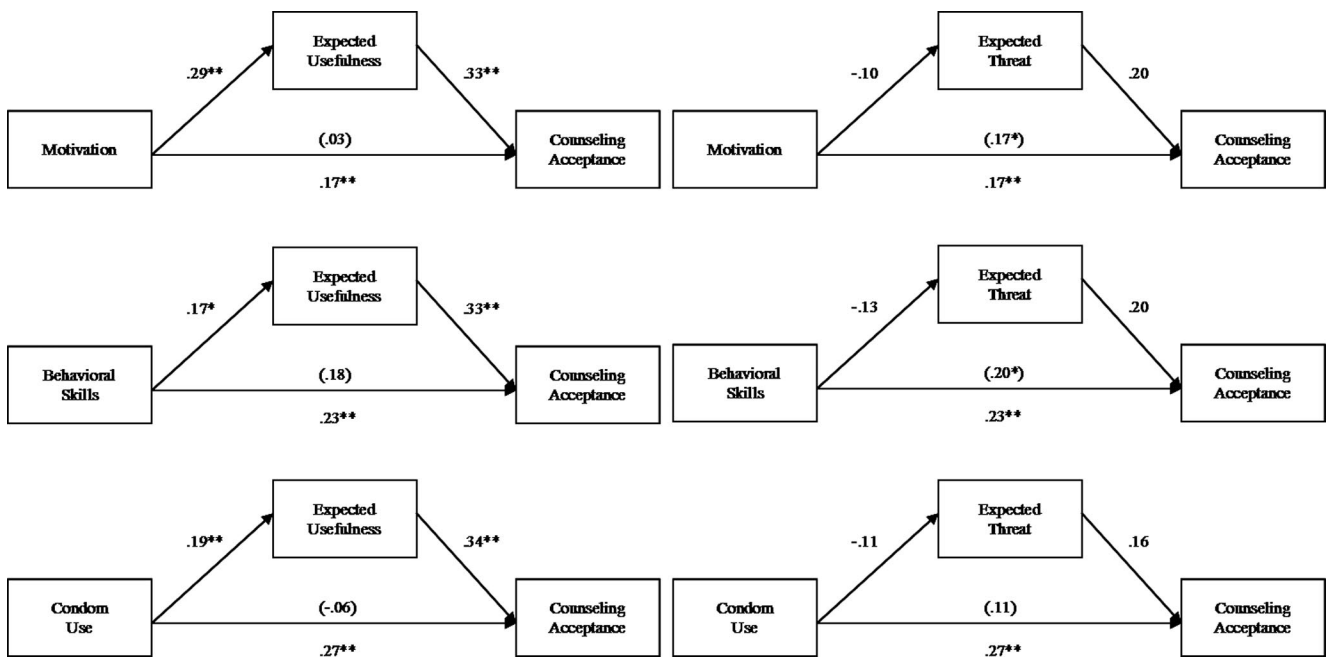 Expected
Usefulness
.29**
.33**
Motivation
(.03)
.17**
Counseling
Acceptance
Expected
Threat
-.10
.20
Motivation
(.17*)
.17**
Counseling
Acceptance
Expected
Usefulness
.17*
.33**
Behavioral
Skills
(.18)
.23**
Counseling
Acceptance
Expected
Threat
-.13
.20
Behavioral
Skills
(.20*)
.23**
Counseling
Acceptance
Expected
Usefulness
.19**
.34**
Condom
Use
(-.06)
.27**
Counseling
Acceptance
Expected
Threat
-.11
.16
Condom
Use
(.11)
.27**
Counseling
Acceptance